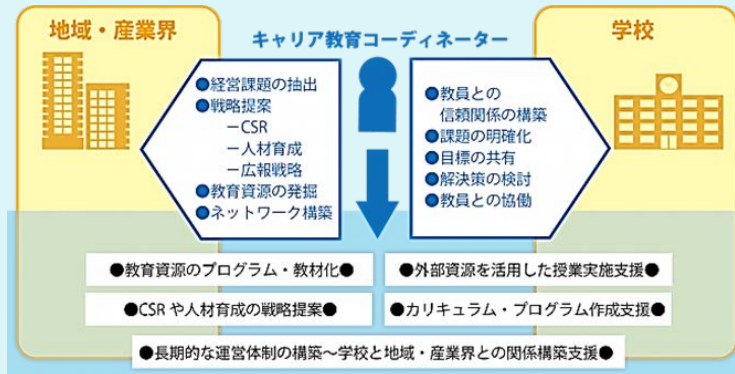 地域・産業界
キャリア教育コーディネーター
学校
●経営課題の抽出
●戦略提案
－CSR
－人材育成
－広報戦略
●教育資源の発掘
●ネットワーク構築
●教員との
信頼関係の構築
●課題の明確化
●目標の共有
●解決策の検討
●教員との協働
●教育資源のプログラム・教材化●
●外部資源を活用した授業実施支援●
●CSRや人材育成の戦略提案●
●カリキュラム・プログラム作成支援●
●長期的な運営体制の構築～学校と地域・産業界との関係構築支援●